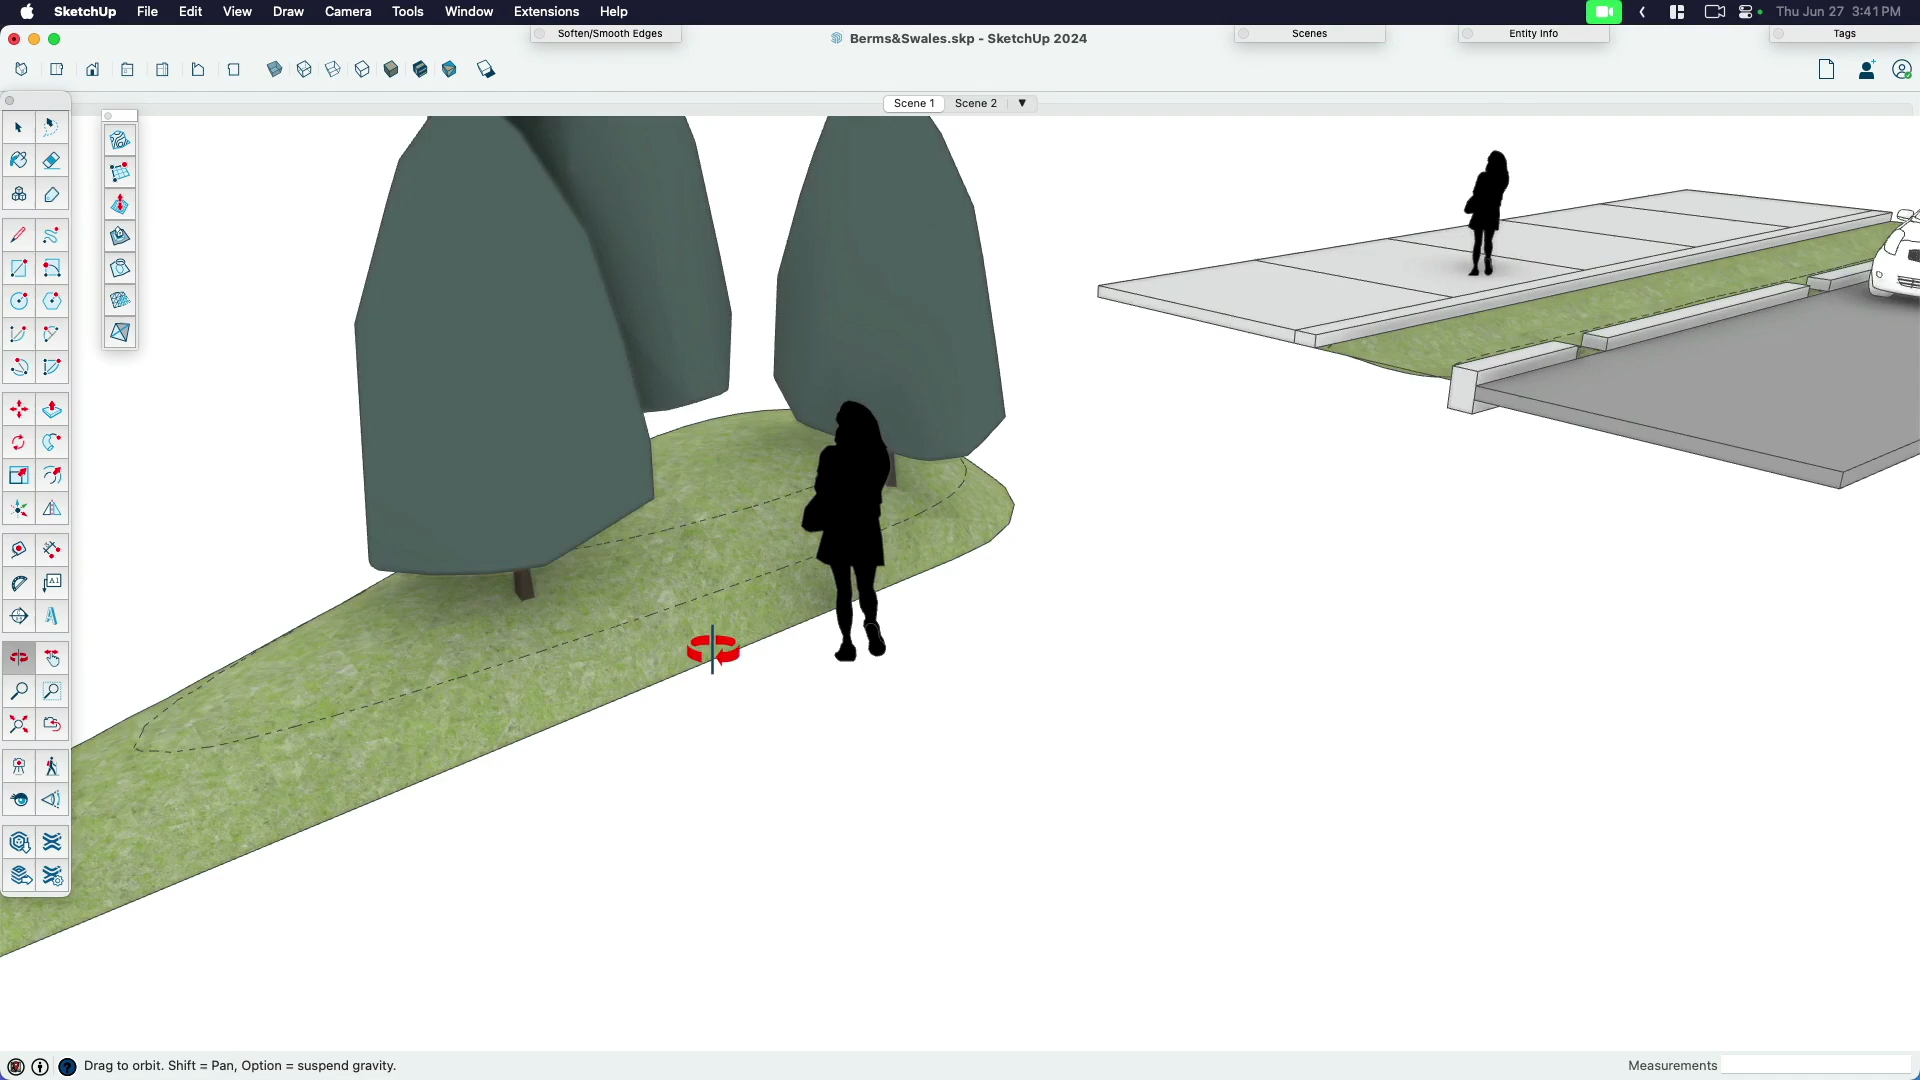 SketchUp File Edit View Draw Camera Tools Window Extensions Help Thu Jun 27 3:41 PM
Soften/Smooth Edges Berms&Swales.skp - SketchUp 2024 Scenes Entity Info Tags
Scene 1 Scene 2
A1
Drag to orbit. Shift = Pan, Option = suspend gravity. Measurements